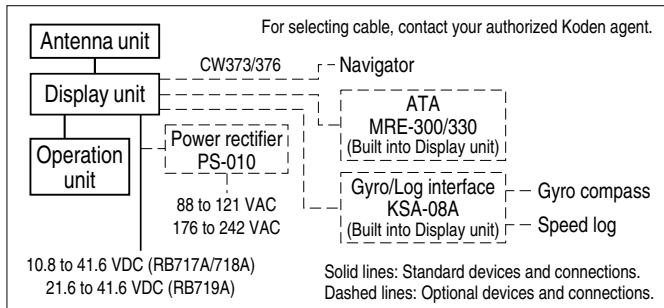 For selecting cable, contact your authorized Koden agent.
Antenna unit
CW373/376
Navigator
Display unit
ATA
MRE-300/330
(Built into Display unit)
Operation
unit
Power rectifier
PS-010
88 to 121 VAC
176 to 242 VAC
Gyro/Log interface
KSA-08A
(Built into Display unit)
Gyro compass
Speed log
10.8 to 41.6 VDC (RB717A/718A)
21.6 to 41.6 VDC (RB719A)
Solid lines: Standard devices and connections.
Dashed lines: Optional devices and connections.